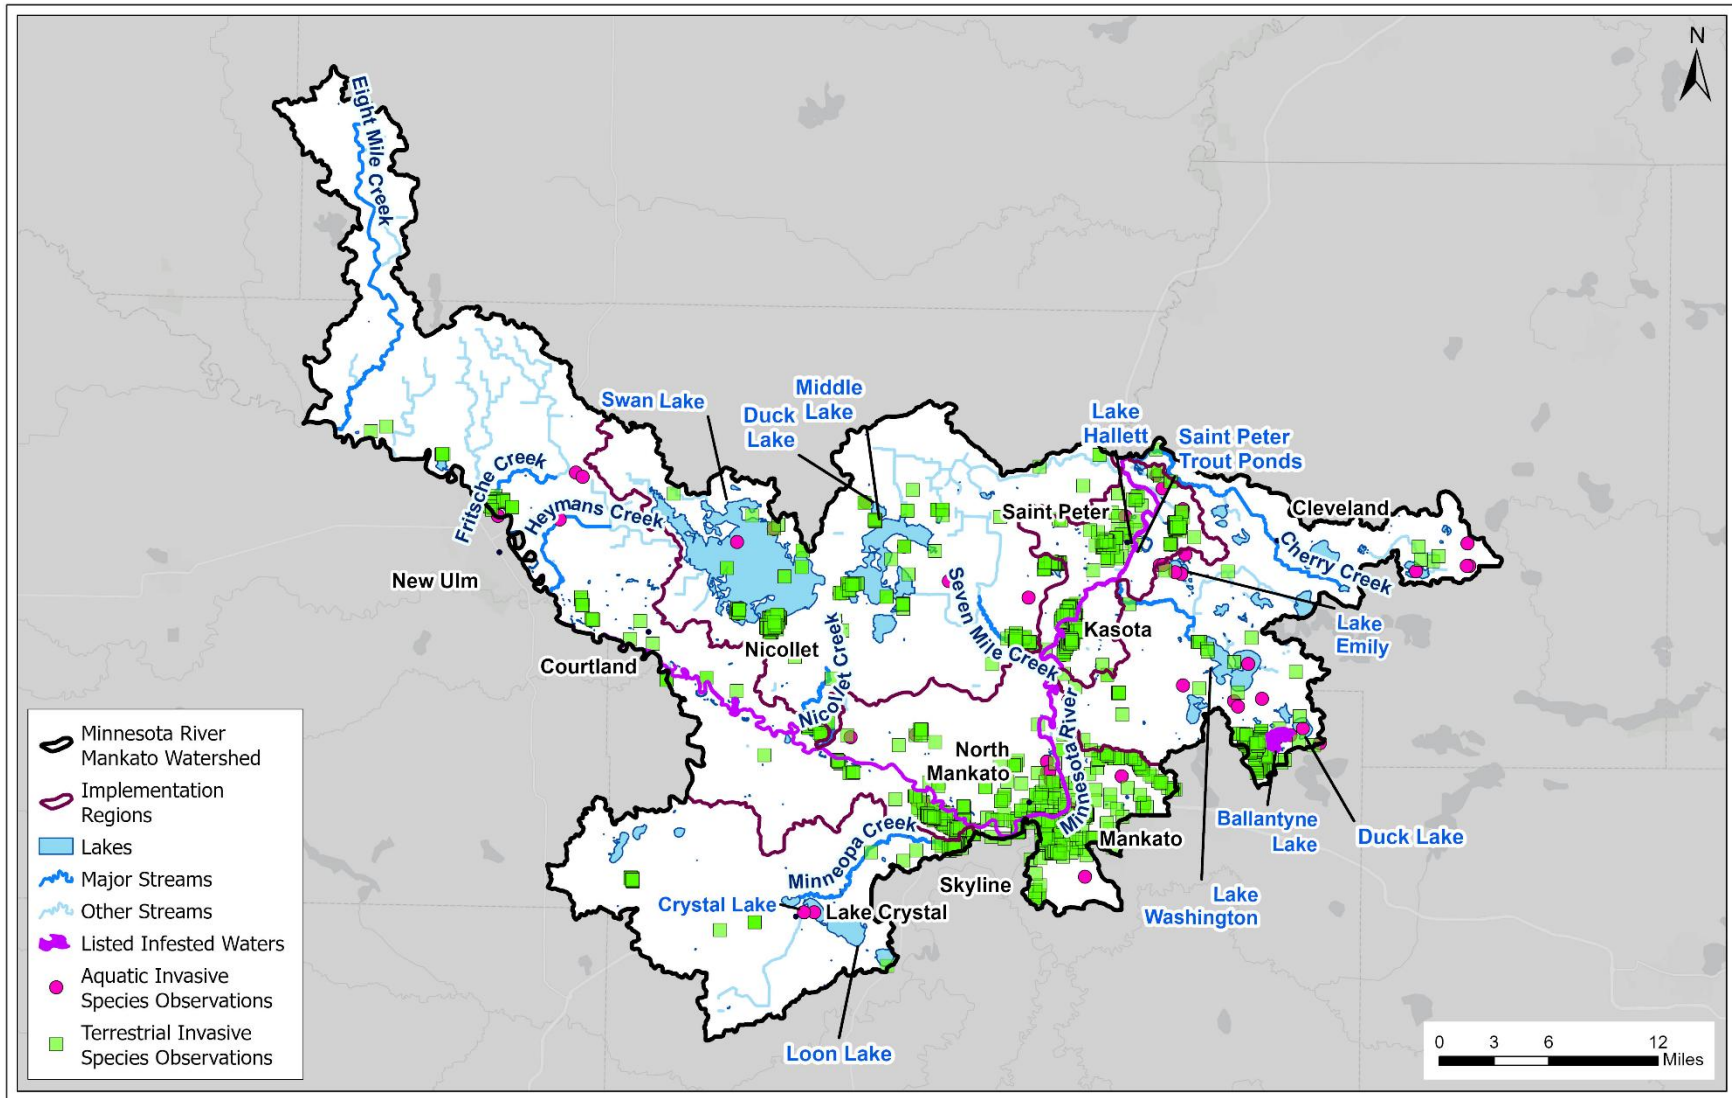 N
Eight Mile Creek
Swan Lake
Middle
Lake
Duck
Lake
Lake
Hallett
Saint Peter
Trout Ponds
Fritsche Creek
Heymans Creek
Saint Peter
Cleveland
Cherry Creek
New Ulm
Seven Mile Creek
Kasota
Lake
Emily
Nicollet
Nicollet Creek
Courtland
Minnesota River
North
Mankato
Mankato
Ballantyne
Lake
Duck Lake
Minneopa Creek
Skyline
Lake
Washington
Crystal Lake
Lake Crystal
Loon Lake
Minnesota River
Mankato Watershed
Implementation
Regions
Lakes
Major Streams
Other Streams
Listed Infested Waters
Aquatic Invasive
Species Observations
Terrestrial Invasive
Species Observations
0 3 6 12
Miles